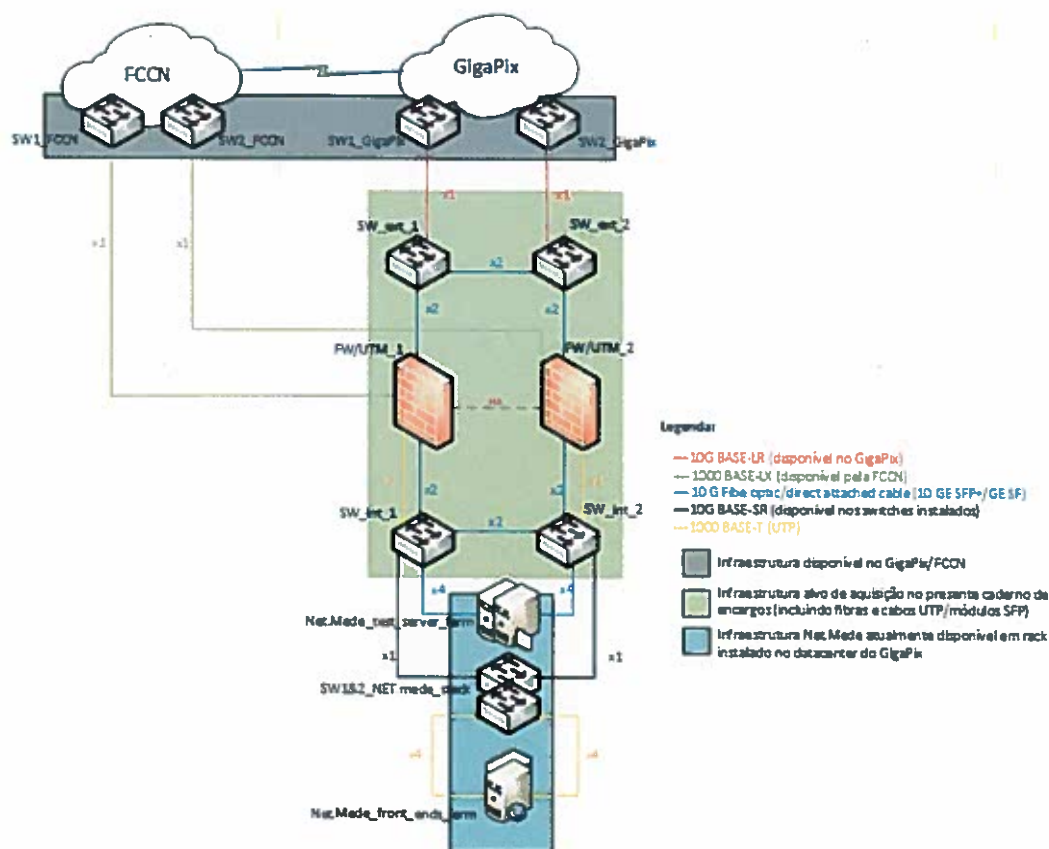 FCCN
GigaPix
SW1_FCCN
SW2_FCCN
SW1_GigaPix
SW2_GigaPix
x1
x1
x1
x1
SW_ext_1
SW_ext_2
x2
x2
x2
FW/UTM_1
FW/UTM_2
x2
x2
SW_int_1
SW_int_2
x2
x4
x4
Net.Mede_test_server_farm
x1
x1
SW1&2_NET mede_stack
x4
x4
Net.Mede_front_ends_farm
Legenda:
10G BASE-LR (disponível no GigaPix)
1000 BASE-LX (disponível pela FCCN)
10 G Fibe optic/direct attached cable (10 GE SFP+/GE SF)
10G BASE-SR (disponível nos switches instalados)
1000 BASE-T (UTP)
Infraestrutura disponível no GigaPix/FCCN
Infraestrutura alvo de aquisição no presente caderno de
encargos (incluindo fibras e cabos UTP/módulos SFP)
Infraestrutura Net.Mede atualmente disponível em rack
instalado no datacenter do GigaPix